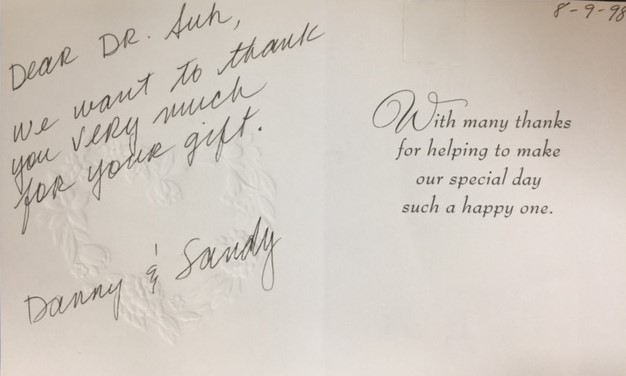 Dear DR. Suh,
we want to thank
you very much
for your gift.
Danny & Sandy
8-9-98
With many thanks
for helping to make
our special day
such a happy one.